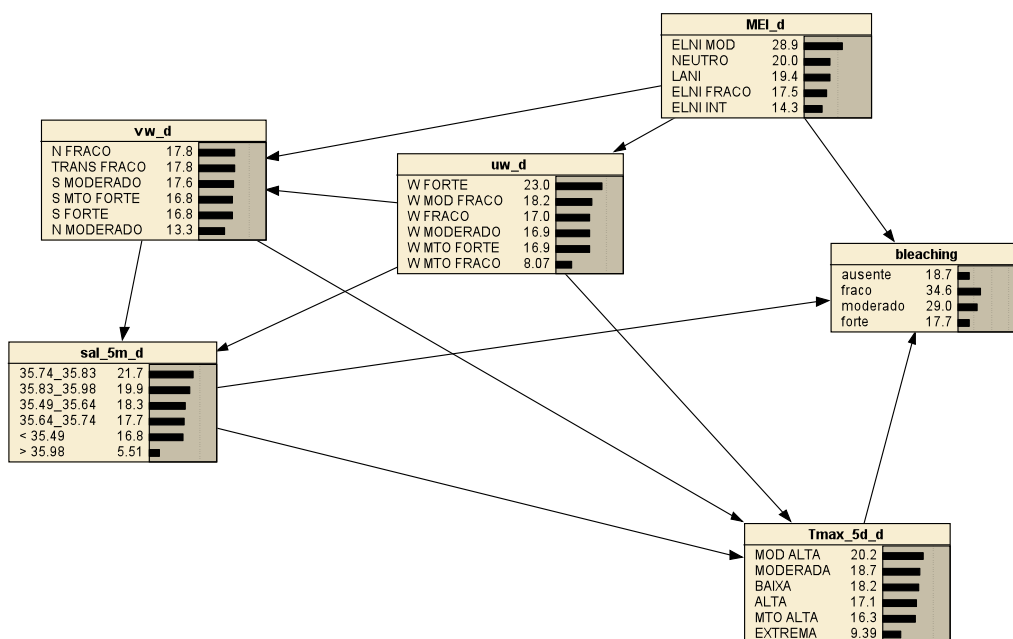 MEI_d
ELNI MOD 28.9
NEUTRO 20.0
LANI 19.4
ELNI FRACO 17.5
ELNI INT 14.3
vw_d
N FRACO 17.8
TRANS FRACO 17.8
S MODERADO 17.6
S MTO FORTE 16.8
S FORTE 16.8
N MODERADO 13.3
uw_d
W FORTE 23.0
W MOD FRACO 18.2
W FRACO 17.0
W MODERADO 16.9
W MTO FORTE 16.9
W MTO FRACO 8.07
bleaching
ausente 18.7
fraco 34.6
moderado 29.0
forte 17.7
sal_5m_d
35.74_35.83 21.7
35.83_35.98 19.9
35.49_35.64 18.3
35.64_35.74 17.7
< 35.49 16.8
> 35.98 5.51
Tmax_5d_d
MOD ALTA 20.2
MODERADA 18.7
BAIXA 18.2
ALTA 17.1
MTO ALTA 16.3
EXTREMA 9.39